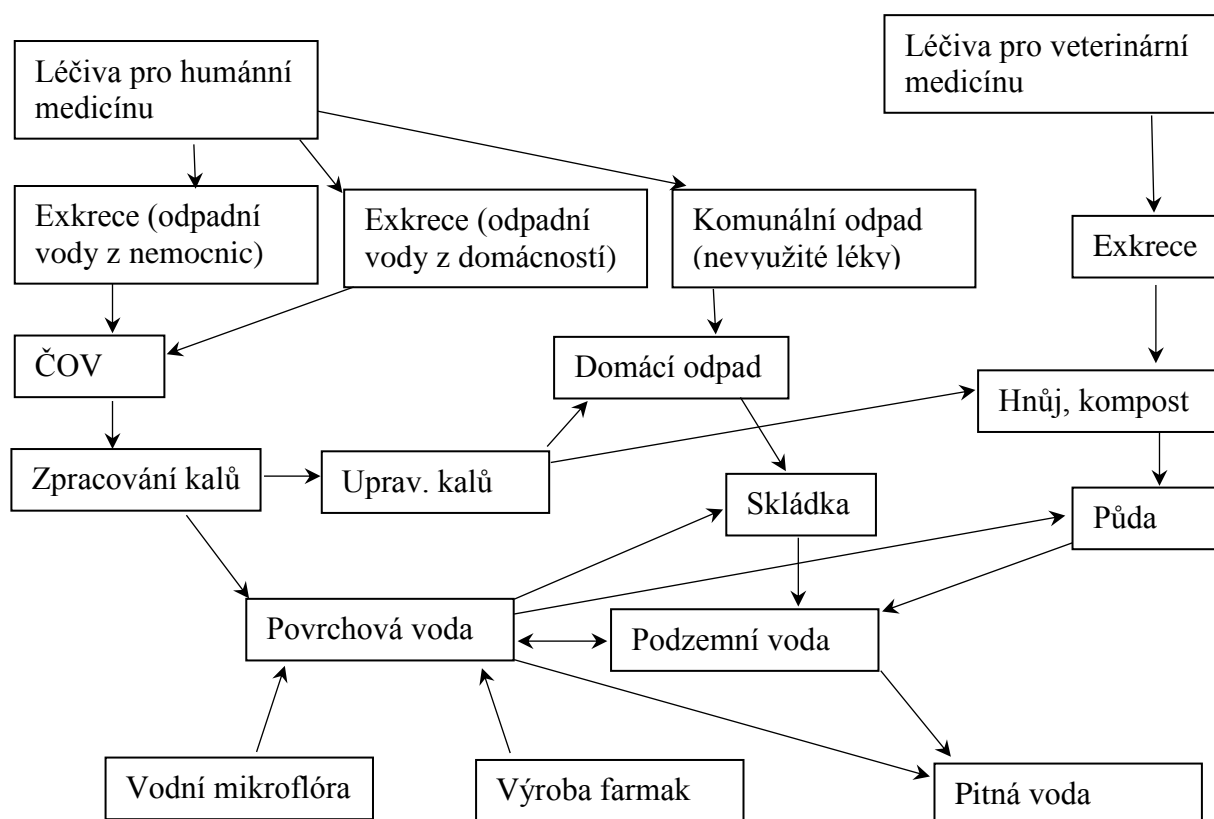 Léčiva pro humánní
medicínu
Léčiva pro veterinární
medicínu
Exkrece (odpadní
vody z nemocnic)
Exkrece (odpadní
vody z domácností)
Komunální odpad
(nevyužité léky)
Exkrece
ČOV
Domácí odpad
Hnůj, kompost
Zpracování kalů
Uprav. kalů
Skládka
Půda
Povrchová voda
Podzemní voda
Vodní mikroflóra
Výroba farmak
Pitná voda